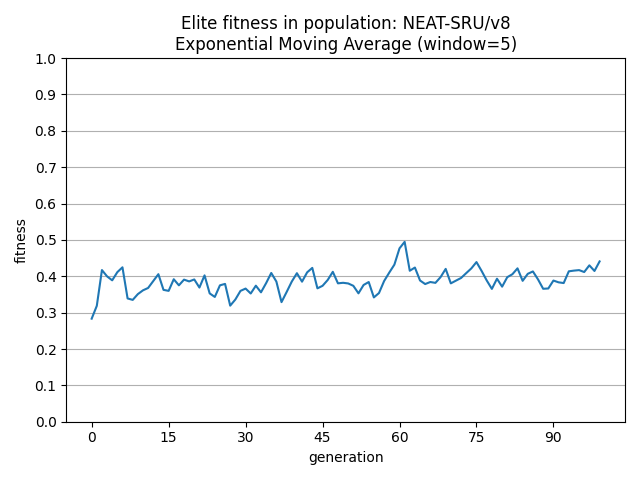 Elite fitness in population: NEAT-SRU/v8
Exponential Moving Average (window=5)
1.0
0.9
0.8
0.7
0.6
0.5
0.4
0.3
0.2
0.1
0.0
fitness
0 15 30 45 60 75 90
generation